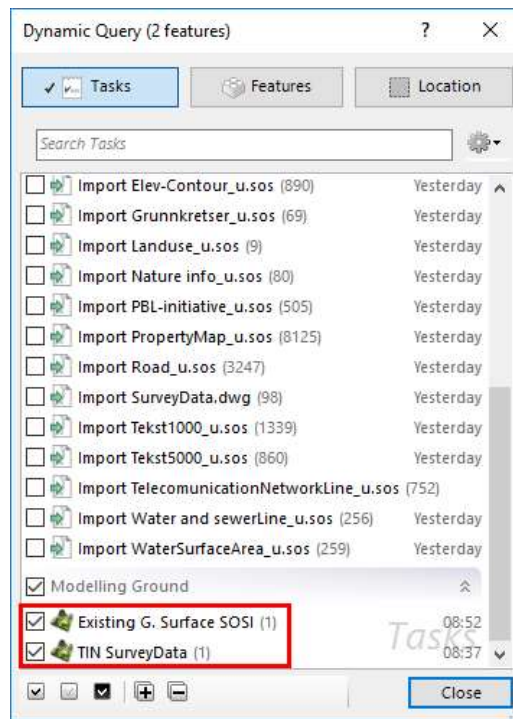 Dynamic Query (2 features) ?
Tasks Features Location
Search Tasks
Import Elev-Contour_u.sos (890) Yesterday
Import Grunnkretser_u.sos (69) Yesterday
Import Landuse_u.sos (9) Yesterday
Import Nature info_u.sos (80) Yesterday
Import PBL-initiative_u.sos (505) Yesterday
Import PropertyMap_u.sos (8125) Yesterday
Import Road_u.sos (3247) Yesterday
Import SurveyData.dwg (98) Yesterday
Import Tekst1000_u.sos (1339) Yesterday
Import Tekst5000_u.sos (860) Yesterday
Import TelecomunicationNetworkLine_u.sos (752)
Import Water and sewerLine_u.sos (256) Yesterday
Import WaterSurfaceArea_u.sos (259) Yesterday
Modelling Ground
Existing G. Surface SOSI (1) 08:52
Tasks
TIN SurveyData (1) 08:37
Close